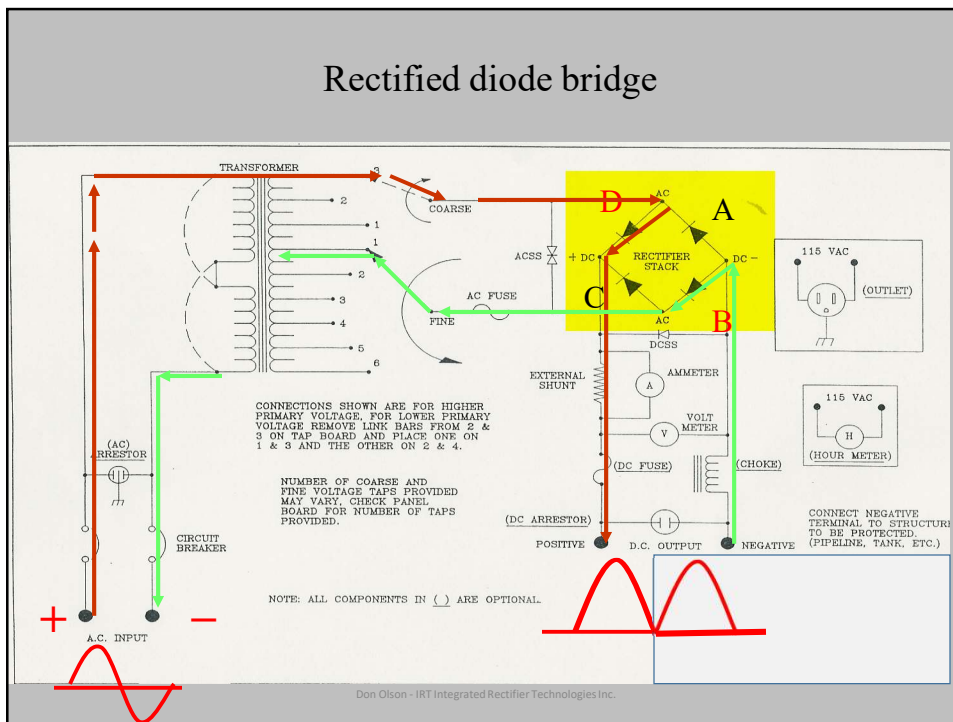 Rectified diode bridge
TRANSFORMER
3
2
COARSE
1
1
2
3
4
5
6
FINE
AC FUSE
ACSS
D
AC
A
+ DC
RECTIFIER
STACK
DC -
C
AC
B
DCSS
115 VAC
(OUTLET)
EXTERNAL
SHUNT
AMMETER
A
VOLT
METER
V
(DC FUSE)
(CHOKE)
115 VAC
H
(HOUR METER)
CONNECTIONS SHOWN ARE FOR HIGHER
PRIMARY VOLTAGE, FOR LOWER PRIMARY
VOLTAGE REMOVE LINK BARS FROM 2 &
3 ON TAP BOARD AND PLACE ONE ON
1 & 3 AND THE OTHER ON 2 & 4.
(AC)
ARRESTOR
NUMBER OF COARSE AND
FINE VOLTAGE TAPS PROVIDED
MAY VARY, CHECK PANEL
BOARD FOR NUMBER OF TAPS
PROVIDED.
CIRCUIT
BREAKER
(DC ARRESTOR)
POSITIVE
D.C. OUTPUT
NEGATIVE
CONNECT NEGATIVE
TERMINAL TO STRUCTURE
TO BE PROTECTED.
(PIPELINE, TANK, ETC.)
NOTE: ALL COMPONENTS IN ( ) ARE OPTIONAL.
+
−
A.C. INPUT
Don Olson - IRT Integrated Rectifier Technologies Inc.